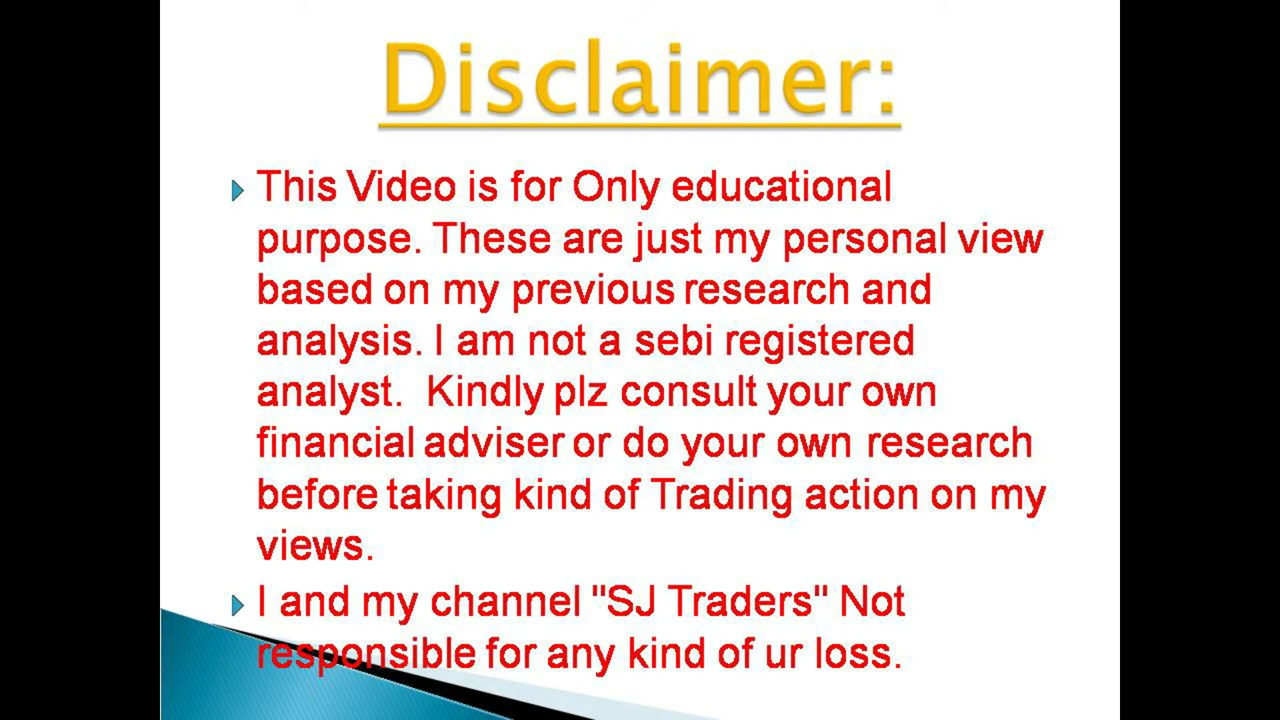 Disclaimer:
This Video is for Only educational
purpose. These are just my personal view
based on my previous research and
analysis. I am not a sebi registered
analyst.  Kindly plz consult your own
financial adviser or do your own research
before taking kind of Trading action on my
views.
I and my channel "SJ Traders" Not
responsible for any kind of ur loss.